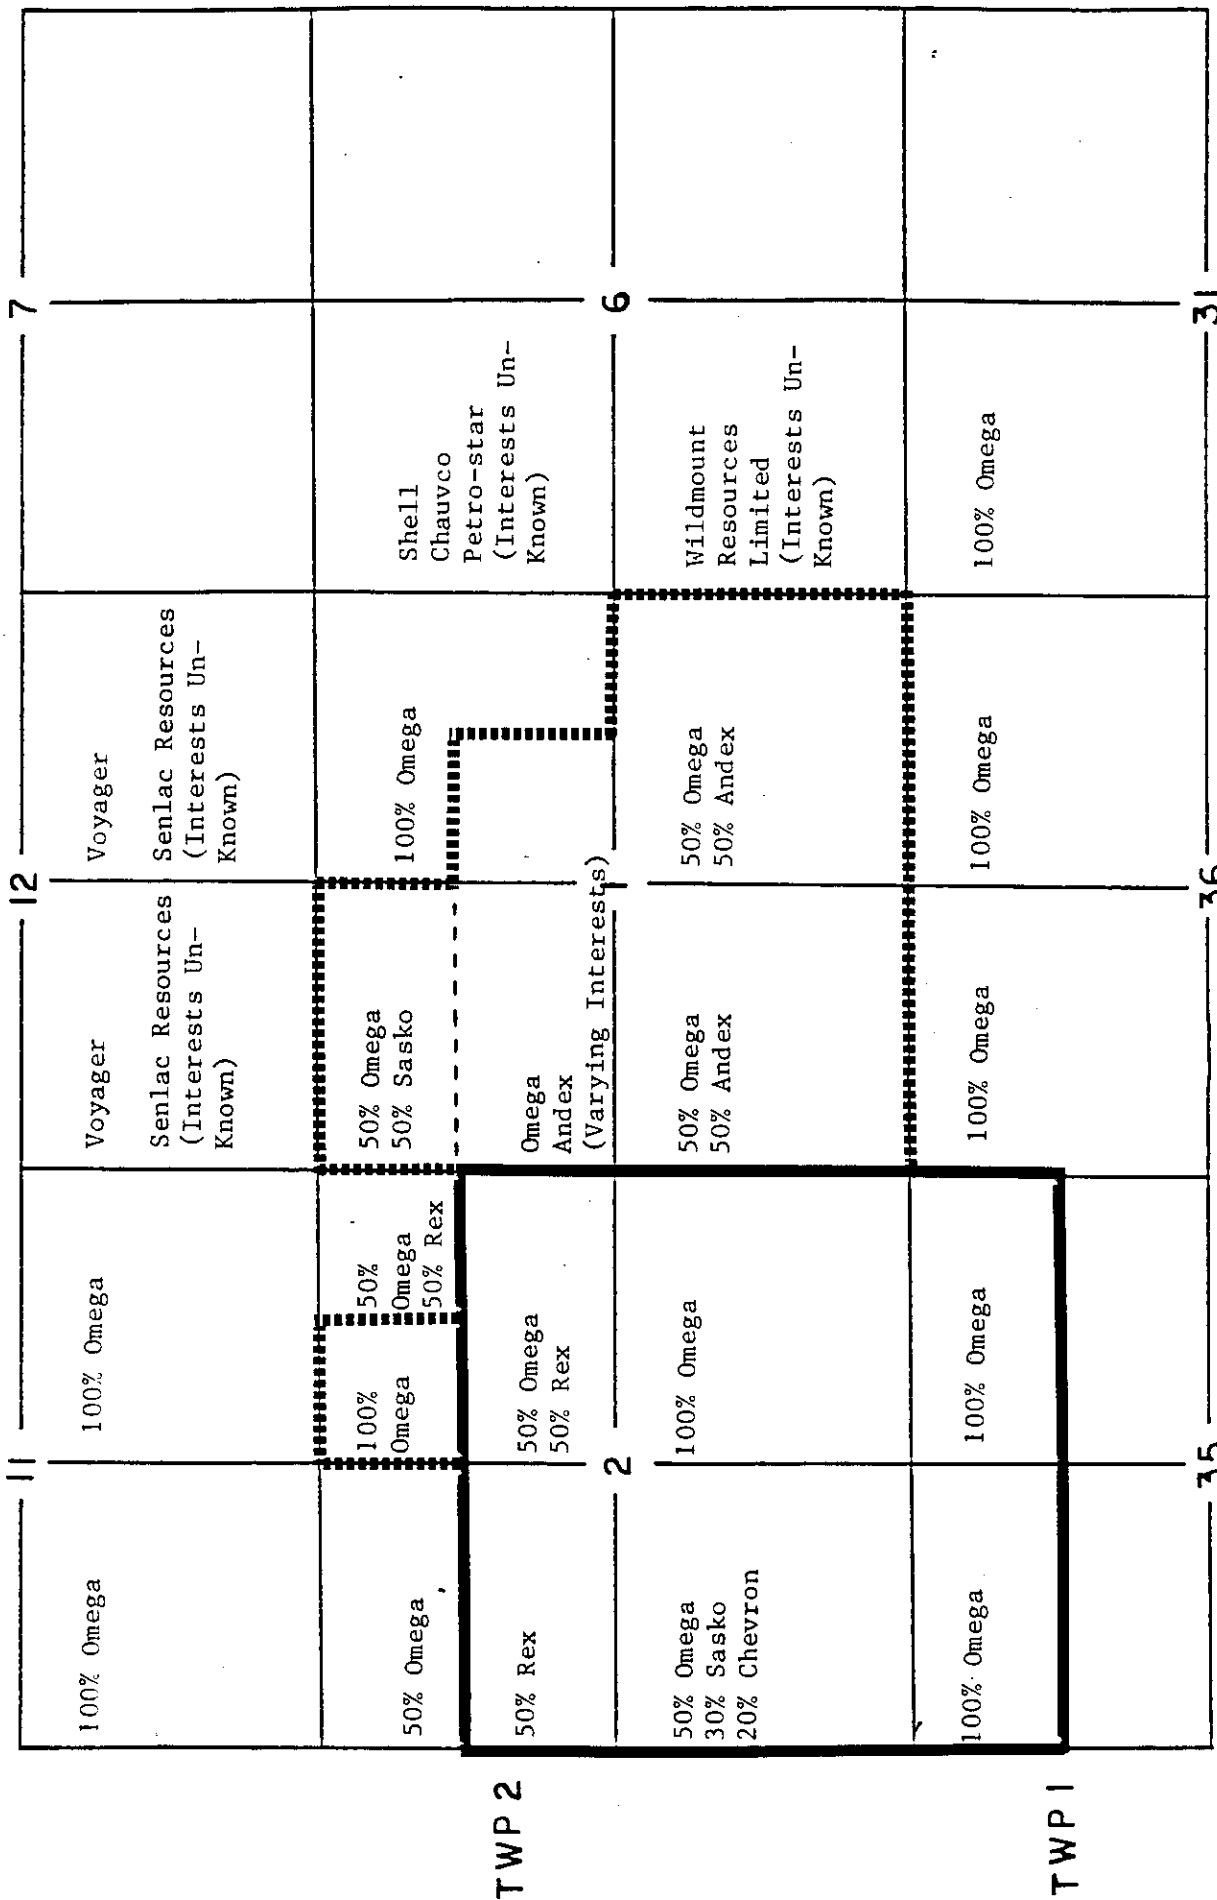 11
12
7
100% Omega
100% Omega
Voyager
Senlac Resources
(Interests Un-
Known)
Voyager
Senlac Resources
(Interests Un-
Known)
50% Omega
100%
Omega
50%
Omega
50% Rex
50% Omega
50% Sasko
100% Omega
Shell
Chauvco
Petro-star
(Interests Un-
Known)
TWP 2
50% Rex
50% Omega
50% Rex
Omega
Andex
(Varying Interests)
2
1
6
50% Omega
30% Sasko
20% Chevron
100% Omega
50% Omega
50% Andex
50% Omega
50% Andex
Wildmount
Resources
Limited
(Interests Un-
Known)
100% Omega
100% Omega
100% Omega
100% Omega
100% Omega
TWP 1
35
36
31